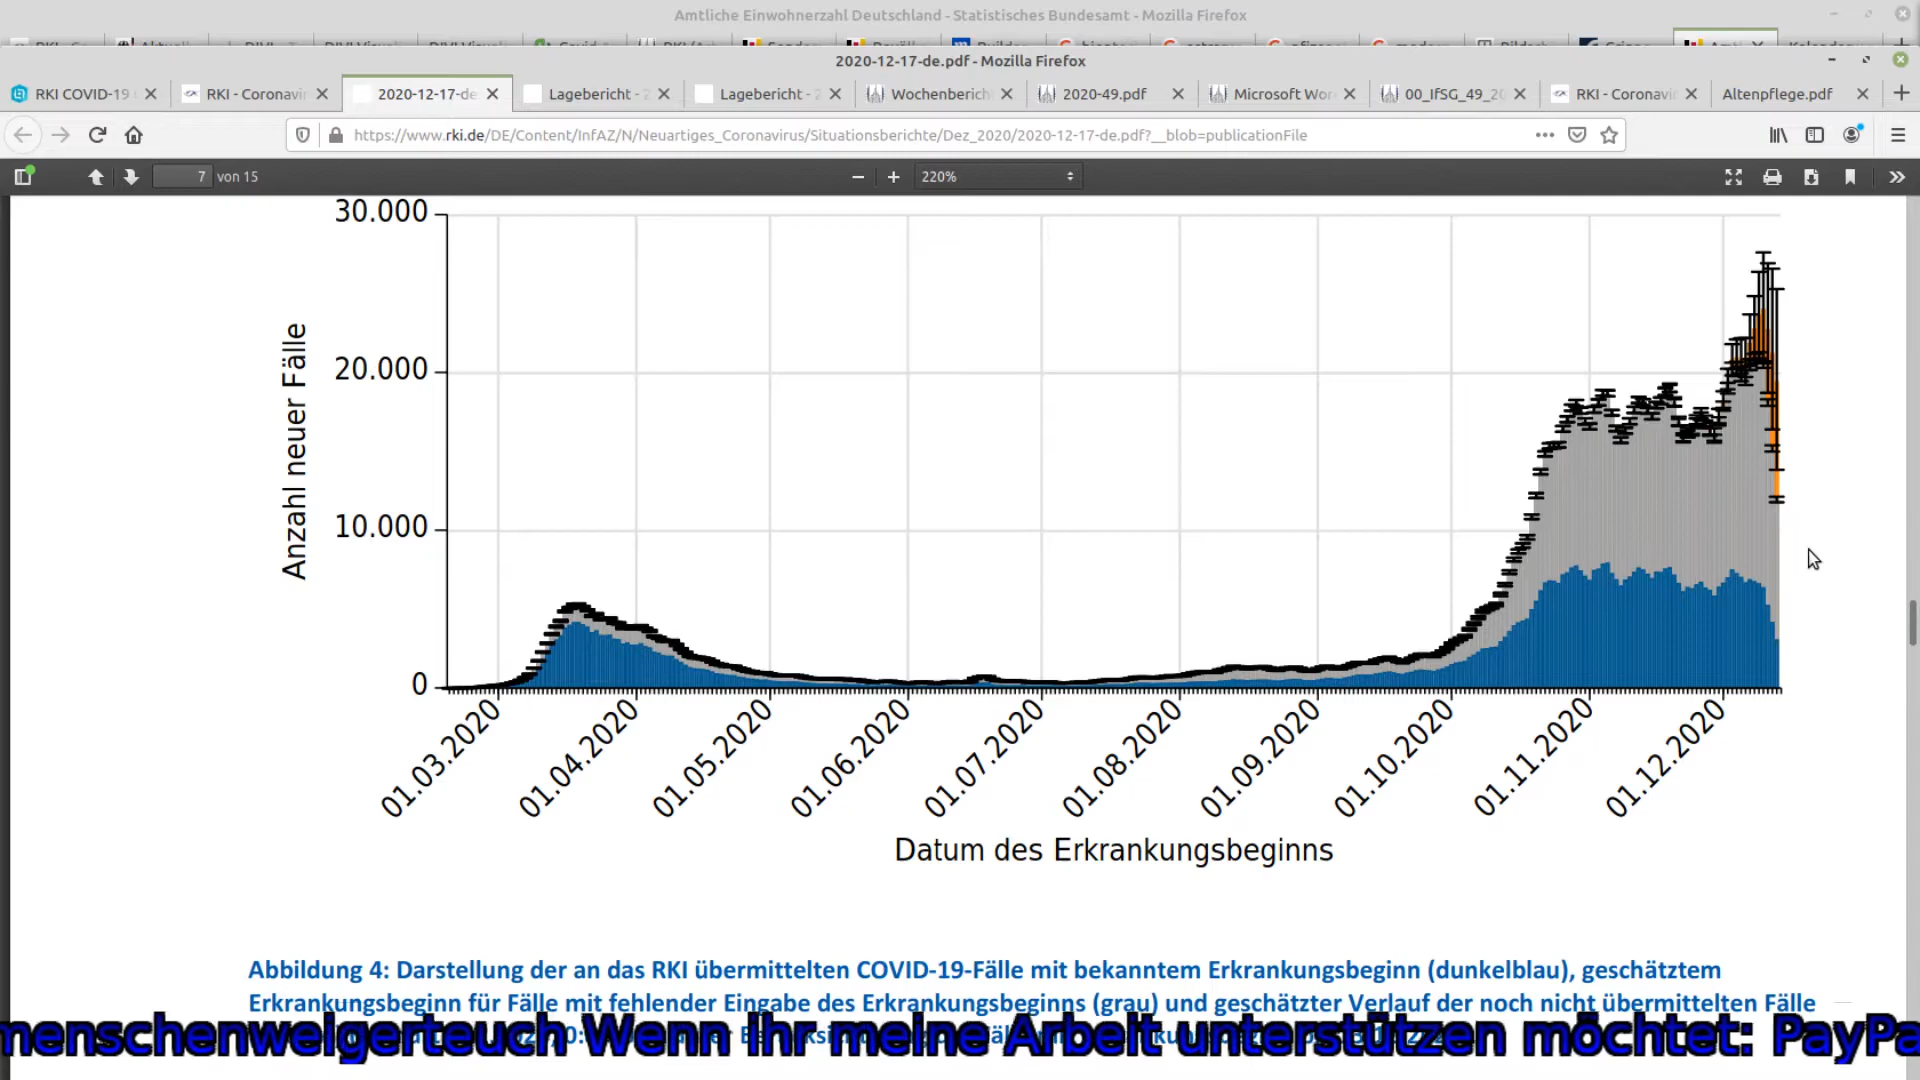 Amtliche Einwohnerzahl Deutschland - Statistisches Bundesamt - Mozilla Firefox
2020-12-17-de.pdf - Mozilla Firefox
RKI COVID-19
RKI - Coronavir
2020-12-17-de
Lagebericht -
Lagebericht -
Wochenberich
2020-49.pdf
Microsoft Wor
00_IfSG_49_20
RKI - Coronavir
Altenpflege.pdf
https://www.rki.de/DE/Content/InfAZ/N/Neuartiges_Coronavirus/Situationsberichte/Dez_2020/2020-12-17-de.pdf?__blob=publicationFile
7 von 15
220%
30.000
20.000
10.000
0
Anzahl neuer Fälle
01.03.2020
01.04.2020
01.05.2020
01.06.2020
01.07.2020
01.08.2020
01.09.2020
01.10.2020
01.11.2020
01.12.2020
Datum des Erkrankungsbeginns
Abbildung 4: Darstellung der an das RKI übermittelten COVID-19-Fälle mit bekanntem Erkrankungsbeginn (dunkelblau), geschätztem
Erkrankungsbeginn für Fälle mit fehlender Eingabe des Erkrankungsbeginns (grau) und geschätzter Verlauf der noch nicht übermittelten Fälle
menschenweigerteuch Wenn Ihr meine Arbeit unterstützen möchtet: PayPa